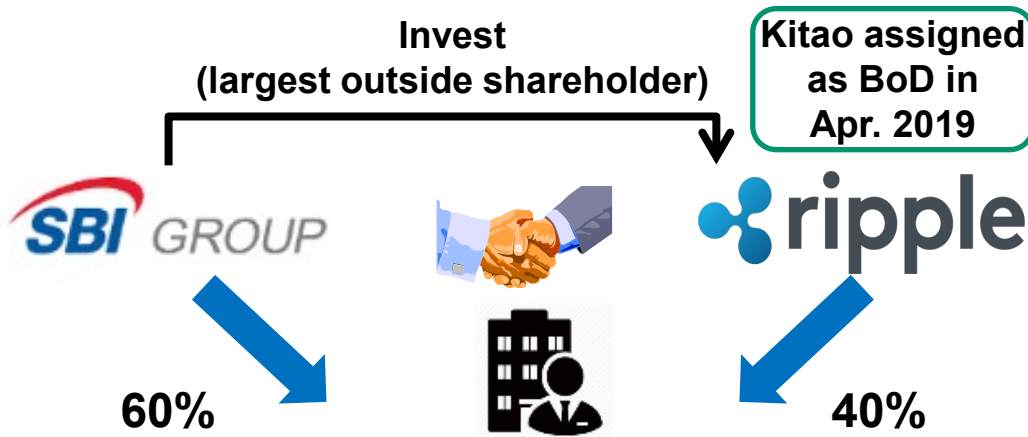 Invest
(largest outside shareholder)
Kitao assigned
as BoD in
Apr. 2019
SBI GROUP
ripple
60%
40%